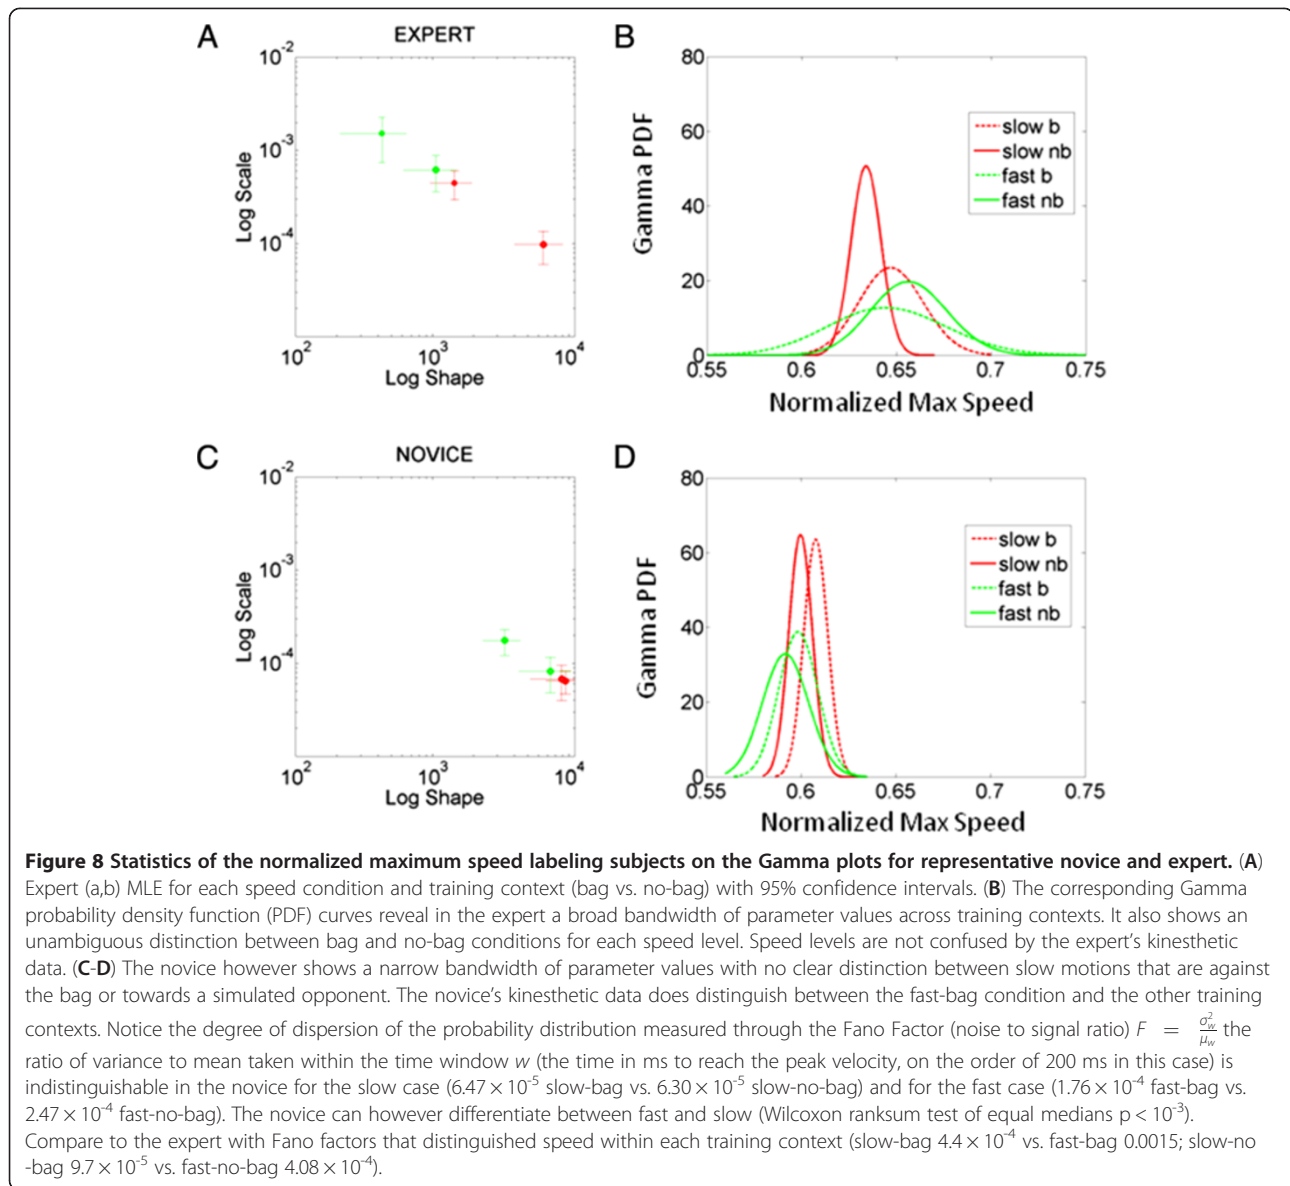 A
EXPERT
10-2
10-3
10-4
Log Scale
102
103
104
Log Shape
B
80
60
40
20
0
Gamma PDF
slow b
slow nb
fast b
fast nb
0.55
0.6
0.65
0.7
0.75
Normalized Max Speed
C
NOVICE
10-2
10-3
10-4
Log Scale
102
103
104
Log Shape
D
80
60
40
20
0
Gamma PDF
slow b
slow nb
fast b
fast nb
0.55
0.6
0.65
0.7
0.75
Normalized Max Speed
Figure 8 Statistics of the normalized maximum speed labeling subjects on the Gamma plots for representative novice and expert. (A)
Expert (a,b) MLE for each speed condition and training context (bag vs. no-bag) with 95% confidence intervals. (B) The corresponding Gamma
probability density function (PDF) curves reveal in the expert a broad bandwidth of parameter values across training contexts. It also shows an
unambiguous distinction between bag and no-bag conditions for each speed level. Speed levels are not confused by the expert's kinesthetic
data. (C-D) The novice however shows a narrow bandwidth of parameter values with no clear distinction between slow motions that are against
the bag or towards a simulated opponent. The novice's kinesthetic data does distinguish between the fast-bag condition and the other training
contexts. Notice the degree of dispersion of the probability distribution measured through the Fano Factor (noise to signal ratio) F = σ²w/μw the
ratio of variance to mean taken within the time window w (the time in ms to reach the peak velocity, on the order of 200 ms in this case) is
indistinguishable in the novice for the slow case (6.47 × 10-5 slow-bag vs. 6.30 × 10-5 slow-no-bag) and for the fast case (1.76 × 10-4 fast-bag vs.
2.47 × 10-4 fast-no-bag). The novice can however differentiate between fast and slow (Wilcoxon ranksum test of equal medians p < 10-3).
Compare to the expert with Fano factors that distinguished speed within each training context (slow-bag 4.4 × 10-4 vs. fast-bag 0.0015; slow-no
-bag 9.7 × 10-5 vs. fast-no-bag 4.08 × 10-4).